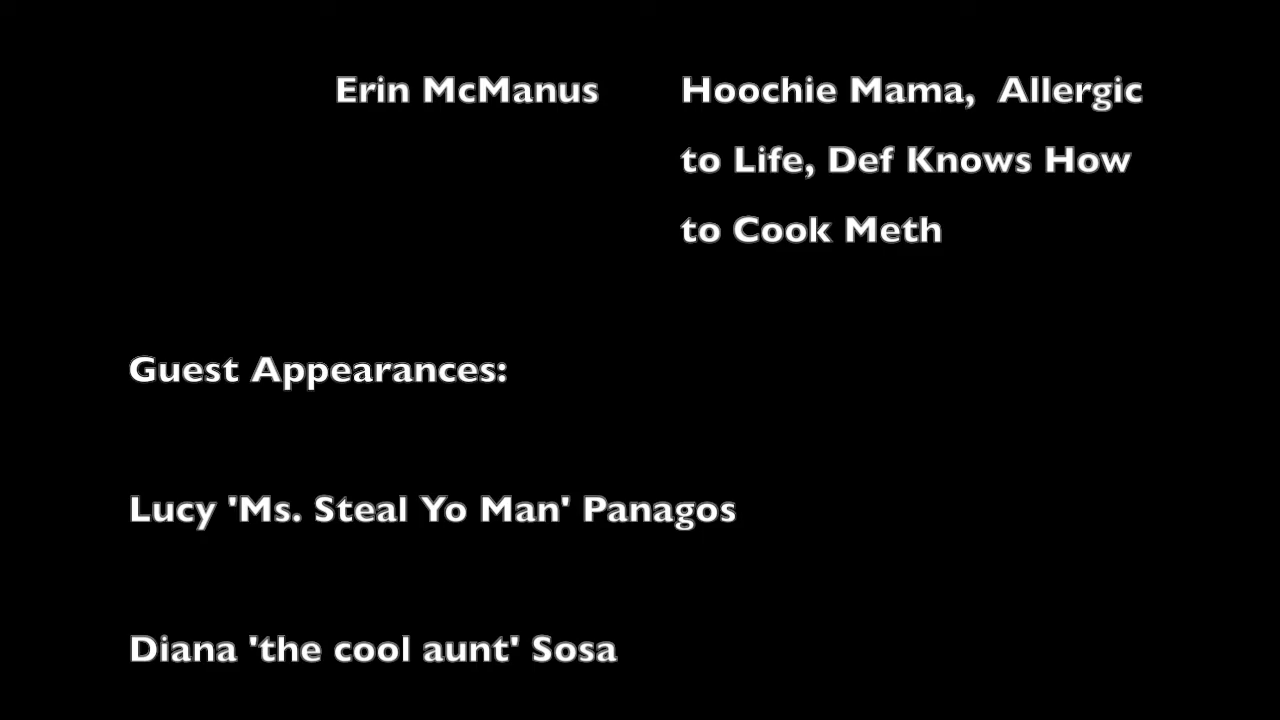 Erin McManus Hoochie Mama, Allergic
to Life, Def Knows How
to Cook Meth
Guest Appearances:
Lucy 'Ms. Steal Yo Man' Panagos
Diana 'the cool aunt' Sosa